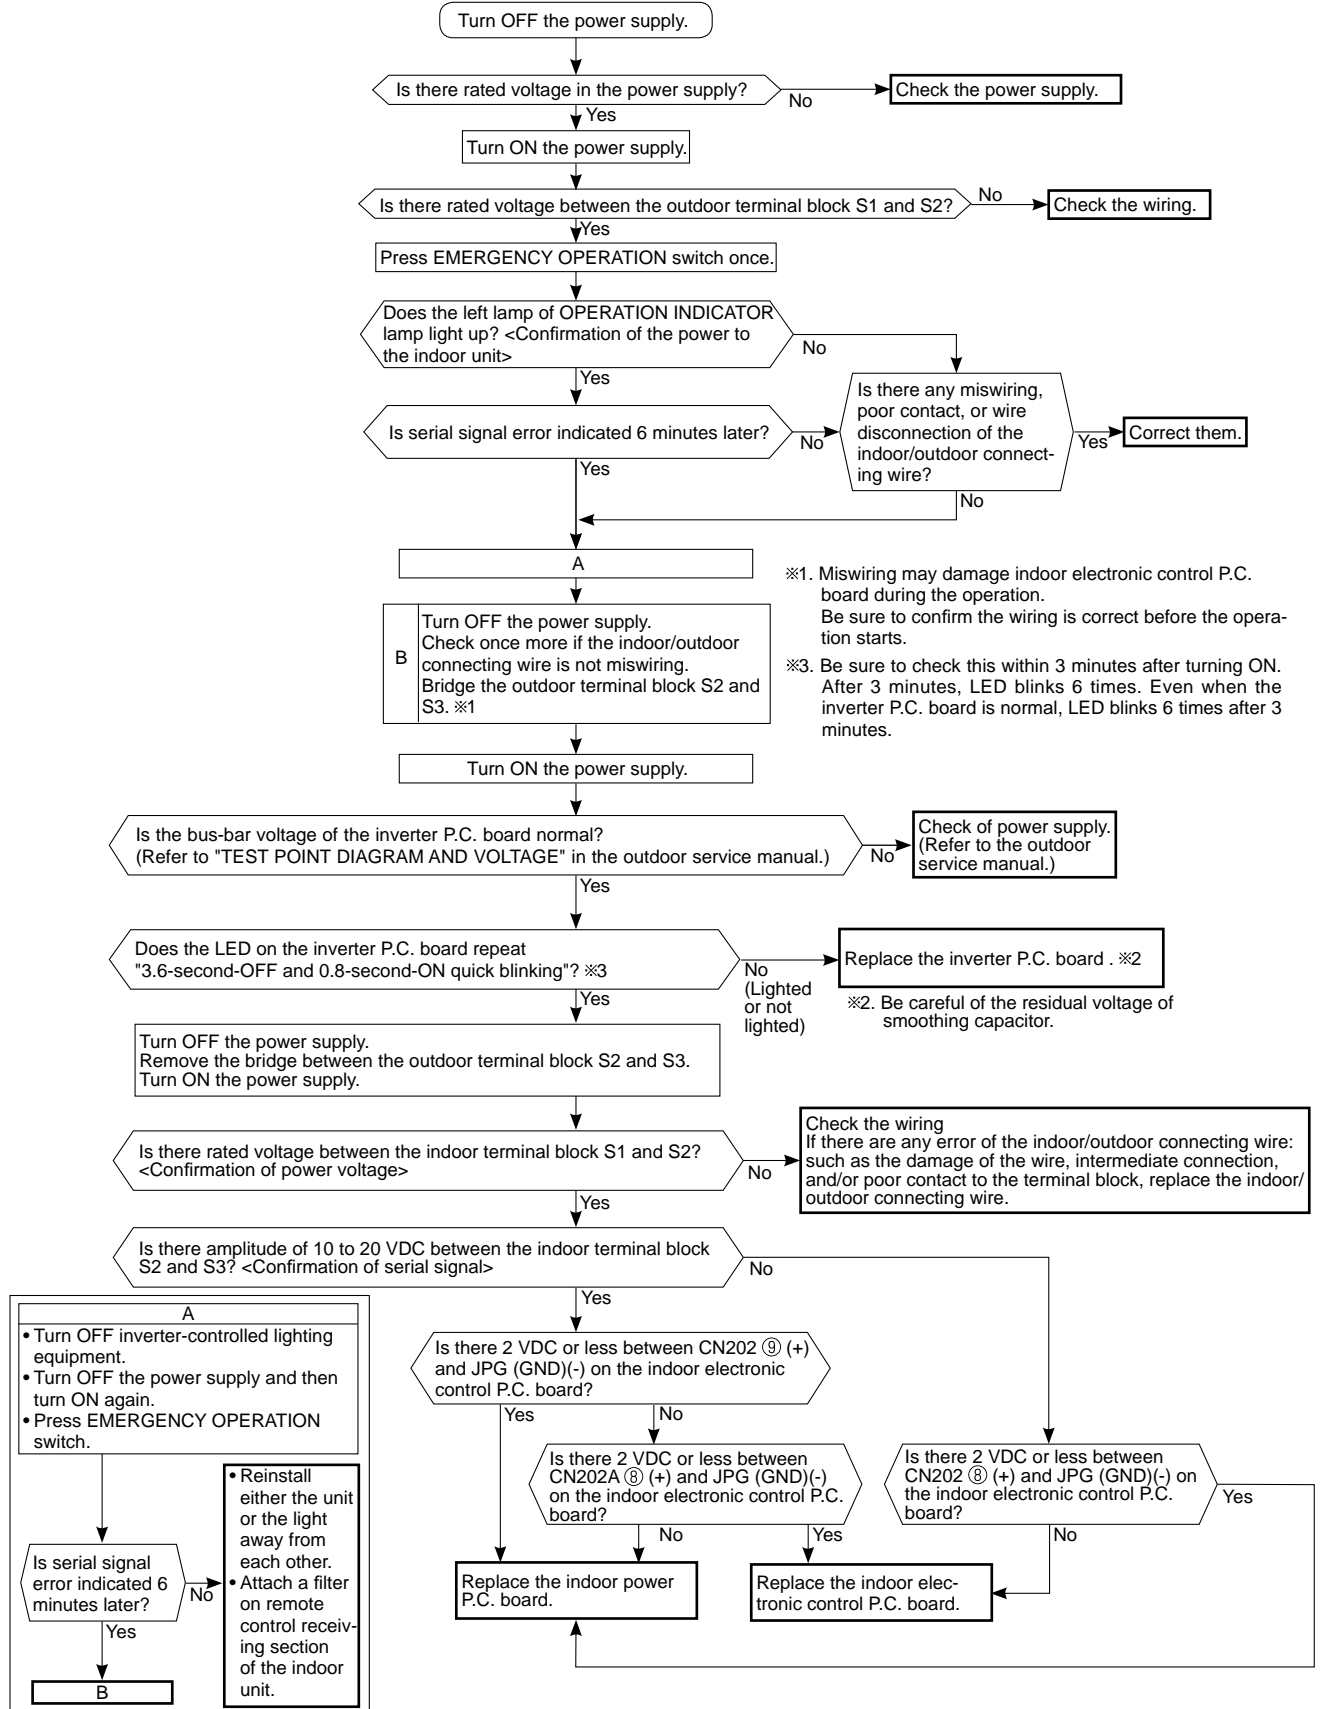 Turn OFF the power supply.
Is there rated voltage in the power supply?
No
Check the power supply.
Yes
Turn ON the power supply.
Is there rated voltage between the outdoor terminal block S1 and S2?
No
Check the wiring.
Yes
Press EMERGENCY OPERATION switch once.
Does the left lamp of OPERATION INDICATOR
lamp light up? <Confirmation of the power to
the indoor unit>
No
Yes
Is there any miswiring,
poor contact, or wire
disconnection of the
indoor/outdoor connect-
ing wire?
Yes
Correct them.
Is serial signal error indicated 6 minutes later?
No
Yes
No
A
※1. Miswiring may damage indoor electronic control P.C.
board during the operation.
Be sure to confirm the wiring is correct before the opera-
tion starts.
※3. Be sure to check this within 3 minutes after turning ON.
After 3 minutes, LED blinks 6 times. Even when the
inverter P.C. board is normal, LED blinks 6 times after 3
minutes.
B
Turn OFF the power supply.
Check once more if the indoor/outdoor
connecting wire is not miswiring.
Bridge the outdoor terminal block S2 and
S3. ※1
Turn ON the power supply.
Is the bus-bar voltage of the inverter P.C. board normal?
(Refer to "TEST POINT DIAGRAM AND VOLTAGE" in the outdoor service manual.)
No
Check of power supply.
(Refer to the outdoor
service manual.)
Yes
Does the LED on the inverter P.C. board repeat
"3.6-second-OFF and 0.8-second-ON quick blinking"? ※3
No
(Lighted
or not
lighted)
Replace the inverter P.C. board . ※2
※2. Be careful of the residual voltage of
smoothing capacitor.
Yes
Turn OFF the power supply.
Remove the bridge between the outdoor terminal block S2 and S3.
Turn ON the power supply.
Is there rated voltage between the indoor terminal block S1 and S2?
<Confirmation of power voltage>
No
Check the wiring
If there are any error of the indoor/outdoor connecting wire:
such as the damage of the wire, intermediate connection,
and/or poor contact to the terminal block, replace the indoor/
outdoor connecting wire.
Yes
Is there amplitude of 10 to 20 VDC between the indoor terminal block
S2 and S3? <Confirmation of serial signal>
No
Yes
Is there 2 VDC or less between CN202 ⑨ (+)
and JPG (GND)(-) on the indoor electronic
control P.C. board?
Yes
No
Is there 2 VDC or less between
CN202A ⑧ (+) and JPG (GND)(-)
on the indoor electronic control P.C.
board?
No
Yes
Is there 2 VDC or less between
CN202 ⑧ (+) and JPG (GND)(-) on
the indoor electronic control P.C.
board?
Yes
No
Replace the indoor power
P.C. board.
Replace the indoor elec-
tronic control P.C. board.
A
• Turn OFF inverter-controlled lighting
equipment.
• Turn OFF the power supply and then
turn ON again.
• Press EMERGENCY OPERATION
switch.
Is serial signal
error indicated 6
minutes later?
No
Yes
B
• Reinstall
either the unit
or the light
away from
each other.
• Attach a filter
on remote
control receiv-
ing section
of the indoor
unit.